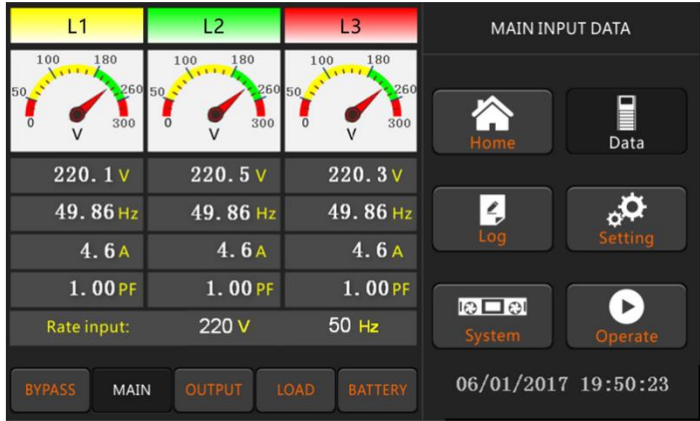 L1 L2 L3
100 180 100 180 100 180
50 260 50 260 50 260
0 300 0 300 0 300
V V V
220.1 V 220.5 V 220.3 V
49.86 Hz 49.86 Hz 49.86 Hz
4.6 A 4.6 A 4.6 A
1.00 PF 1.00 PF 1.00 PF
Rate input: 220 V 50 Hz
BYPASS MAIN OUTPUT LOAD BATTERY
MAIN INPUT DATA
Home Data
Log Setting
System Operate
06/01/2017 19:50:23